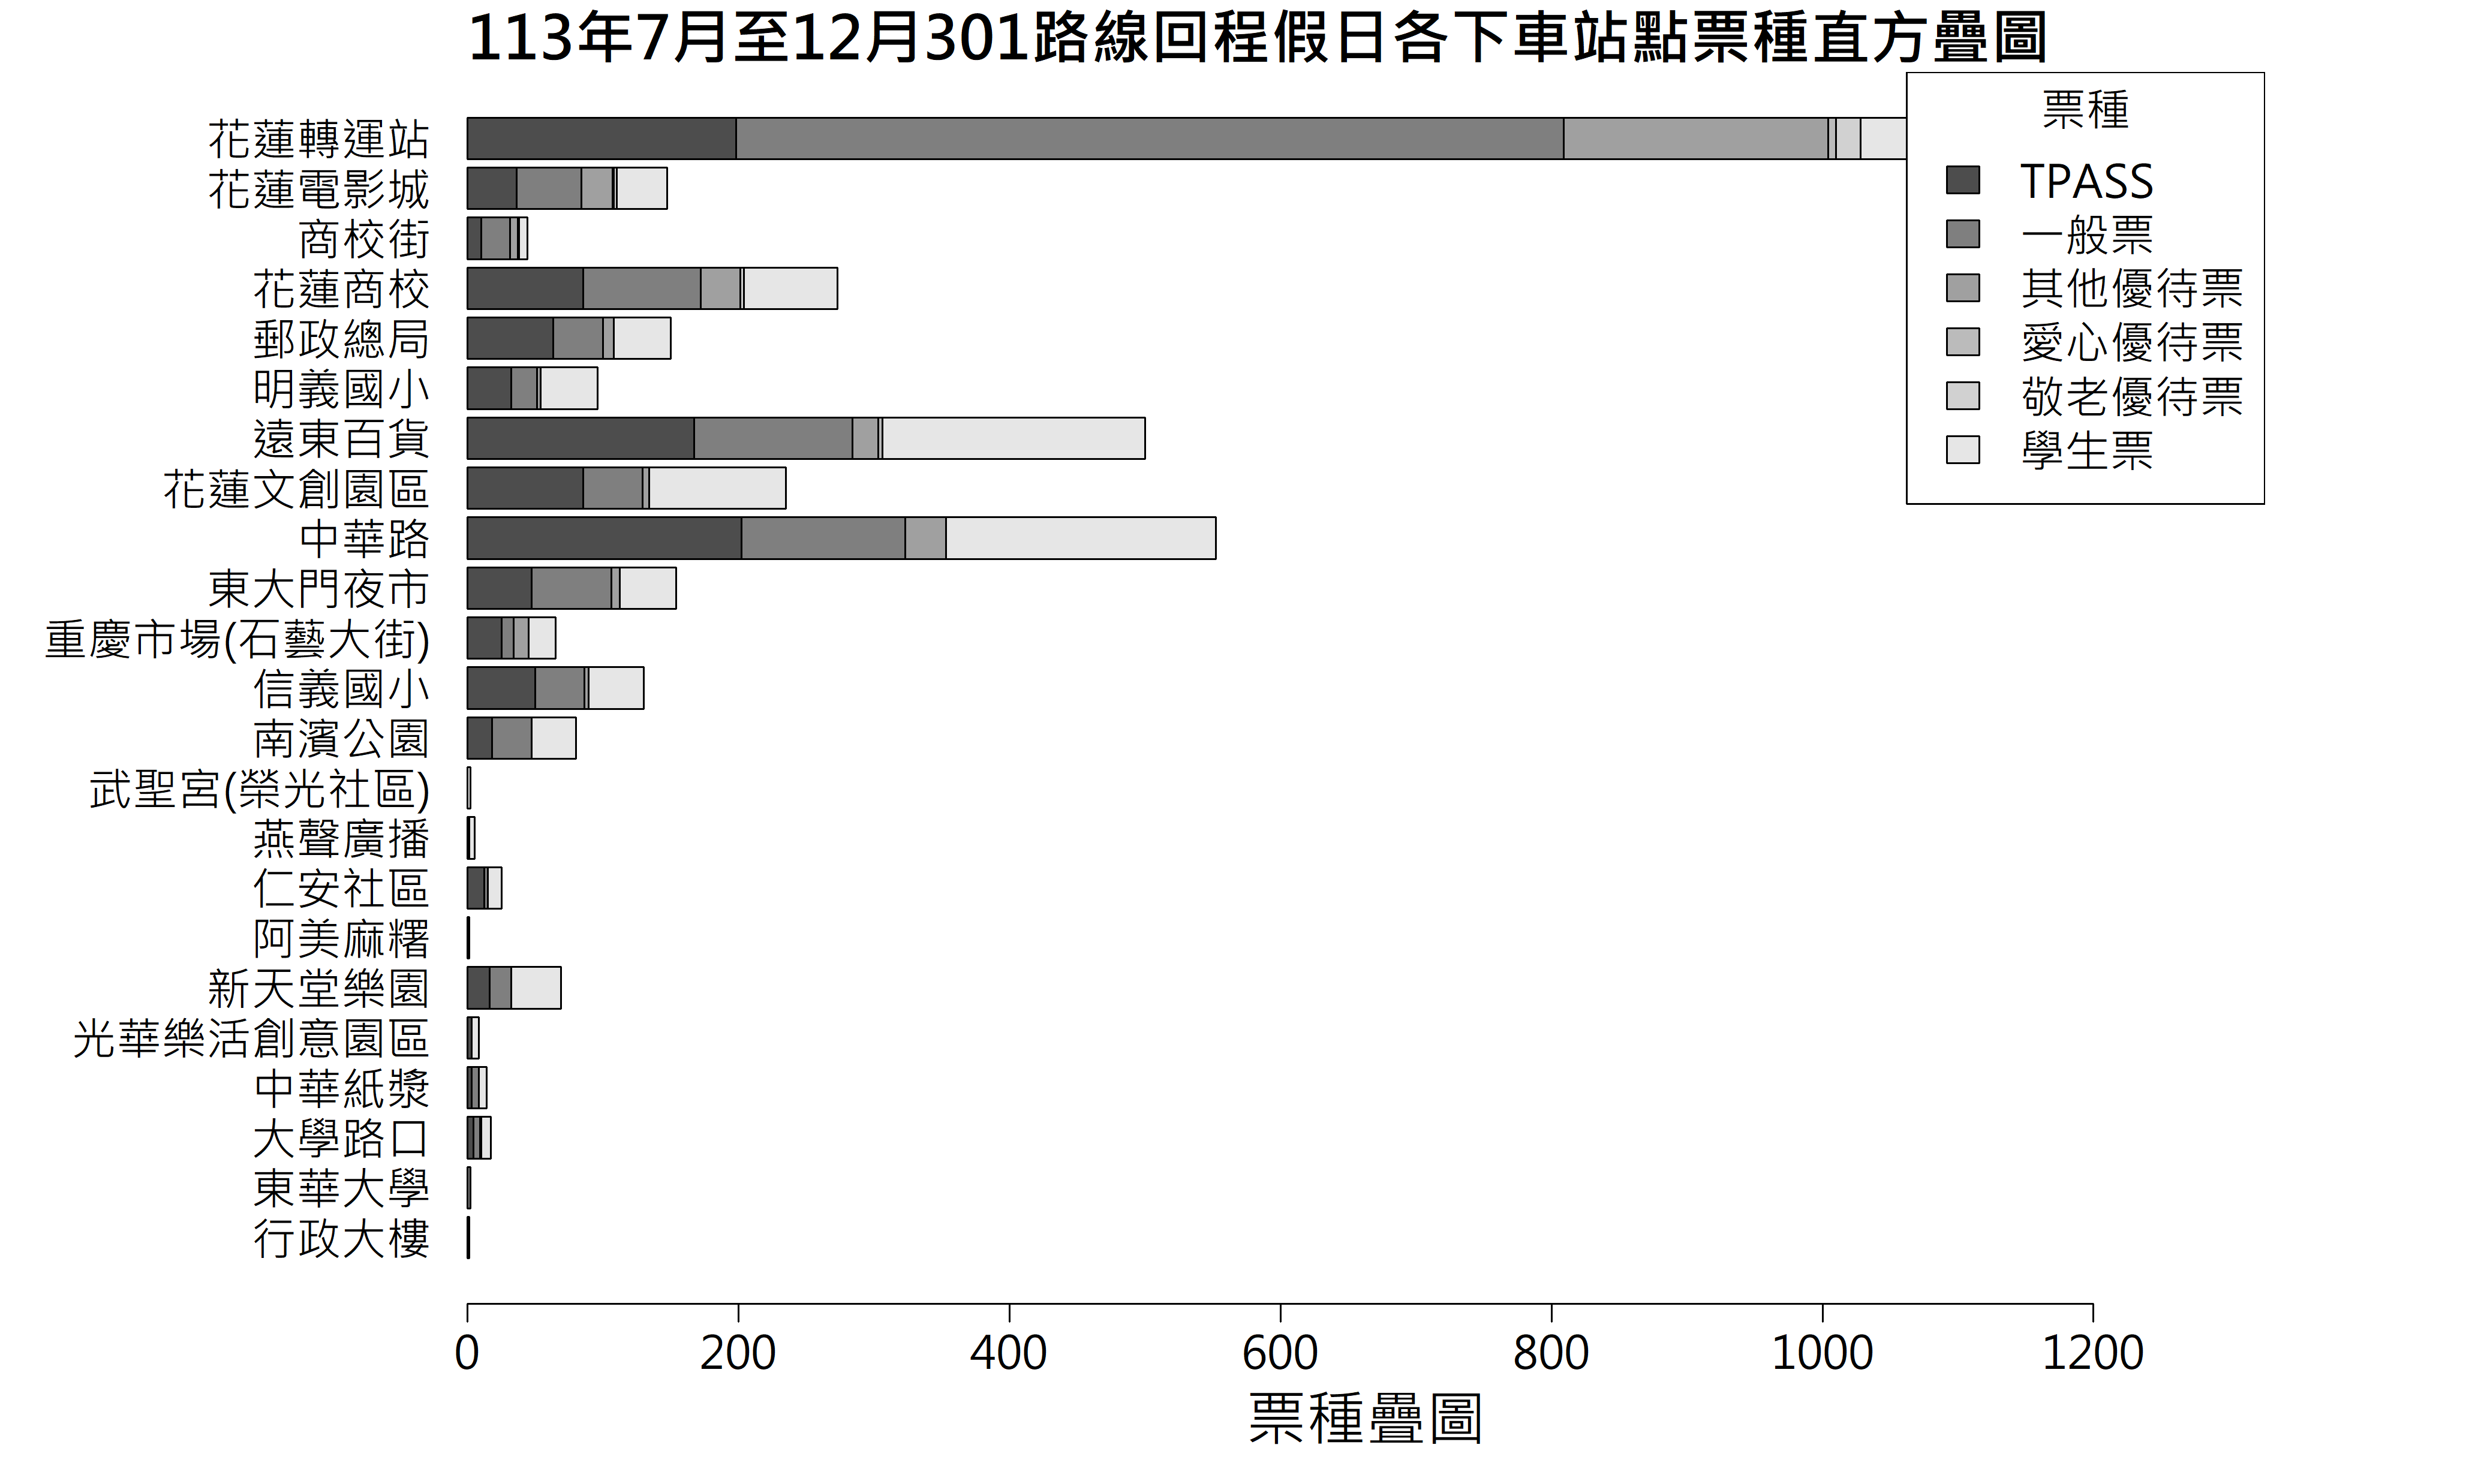 113年7月至12月301路線回程假日各下車站點票種直方疊圖
票種
TPASS
一般票
其他優待票
愛心優待票
敬老優待票
學生票
花蓮轉運站
花蓮電影城
商校街
花蓮商校
郵政總局
明義國小
遠東百貨
花蓮文創園區
中華路
東大門夜市
重慶市場(石藝大街)
信義國小
南濱公園
武聖宮(榮光社區)
燕聲廣播
仁安社區
阿美麻糬
新天堂樂園
光華樂活創意園區
中華紙漿
大學路口
東華大學
行政大樓
0 200 400 600 800 1000 1200
票種疊圖